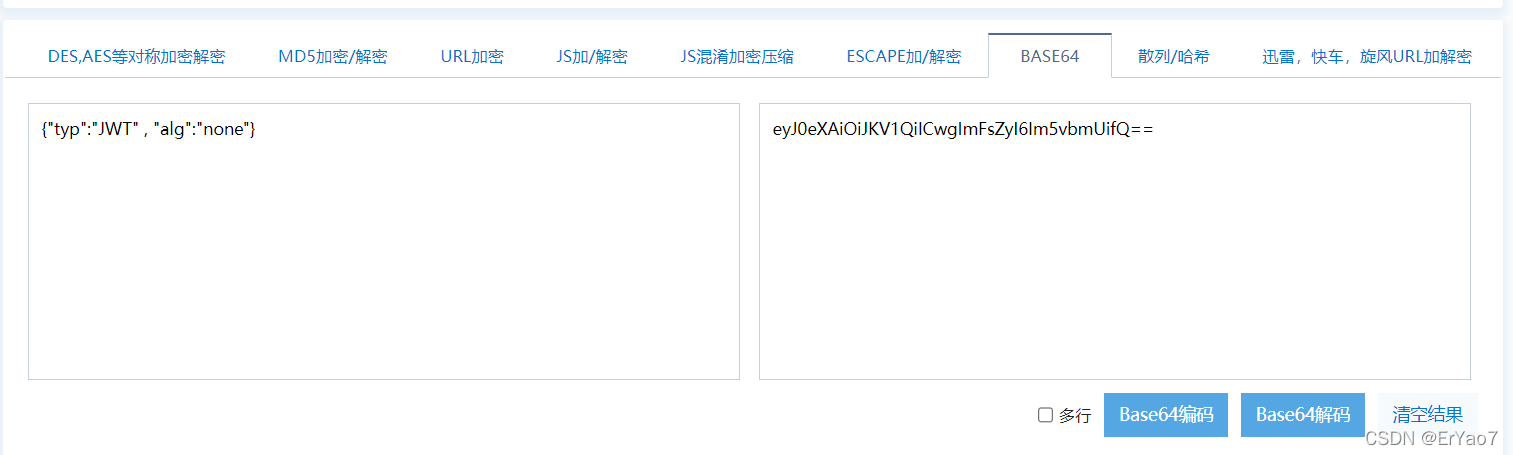 DES,AES等对称加密解密 MD5加密/解密 URL加密 JS加/解密 JS混淆加密压缩 ESCAPE加/解密 BASE64 散列/哈希 迅雷，快车，旋风URL加解密
{"typ":"JWT" , "alg":"none"} eyJ0eXAiOiJKV1QiICwgImFsZyI6Im5vbmUifQ==
多行 Base64编码 Base64解码 清空结果
CSDN @ErYao7